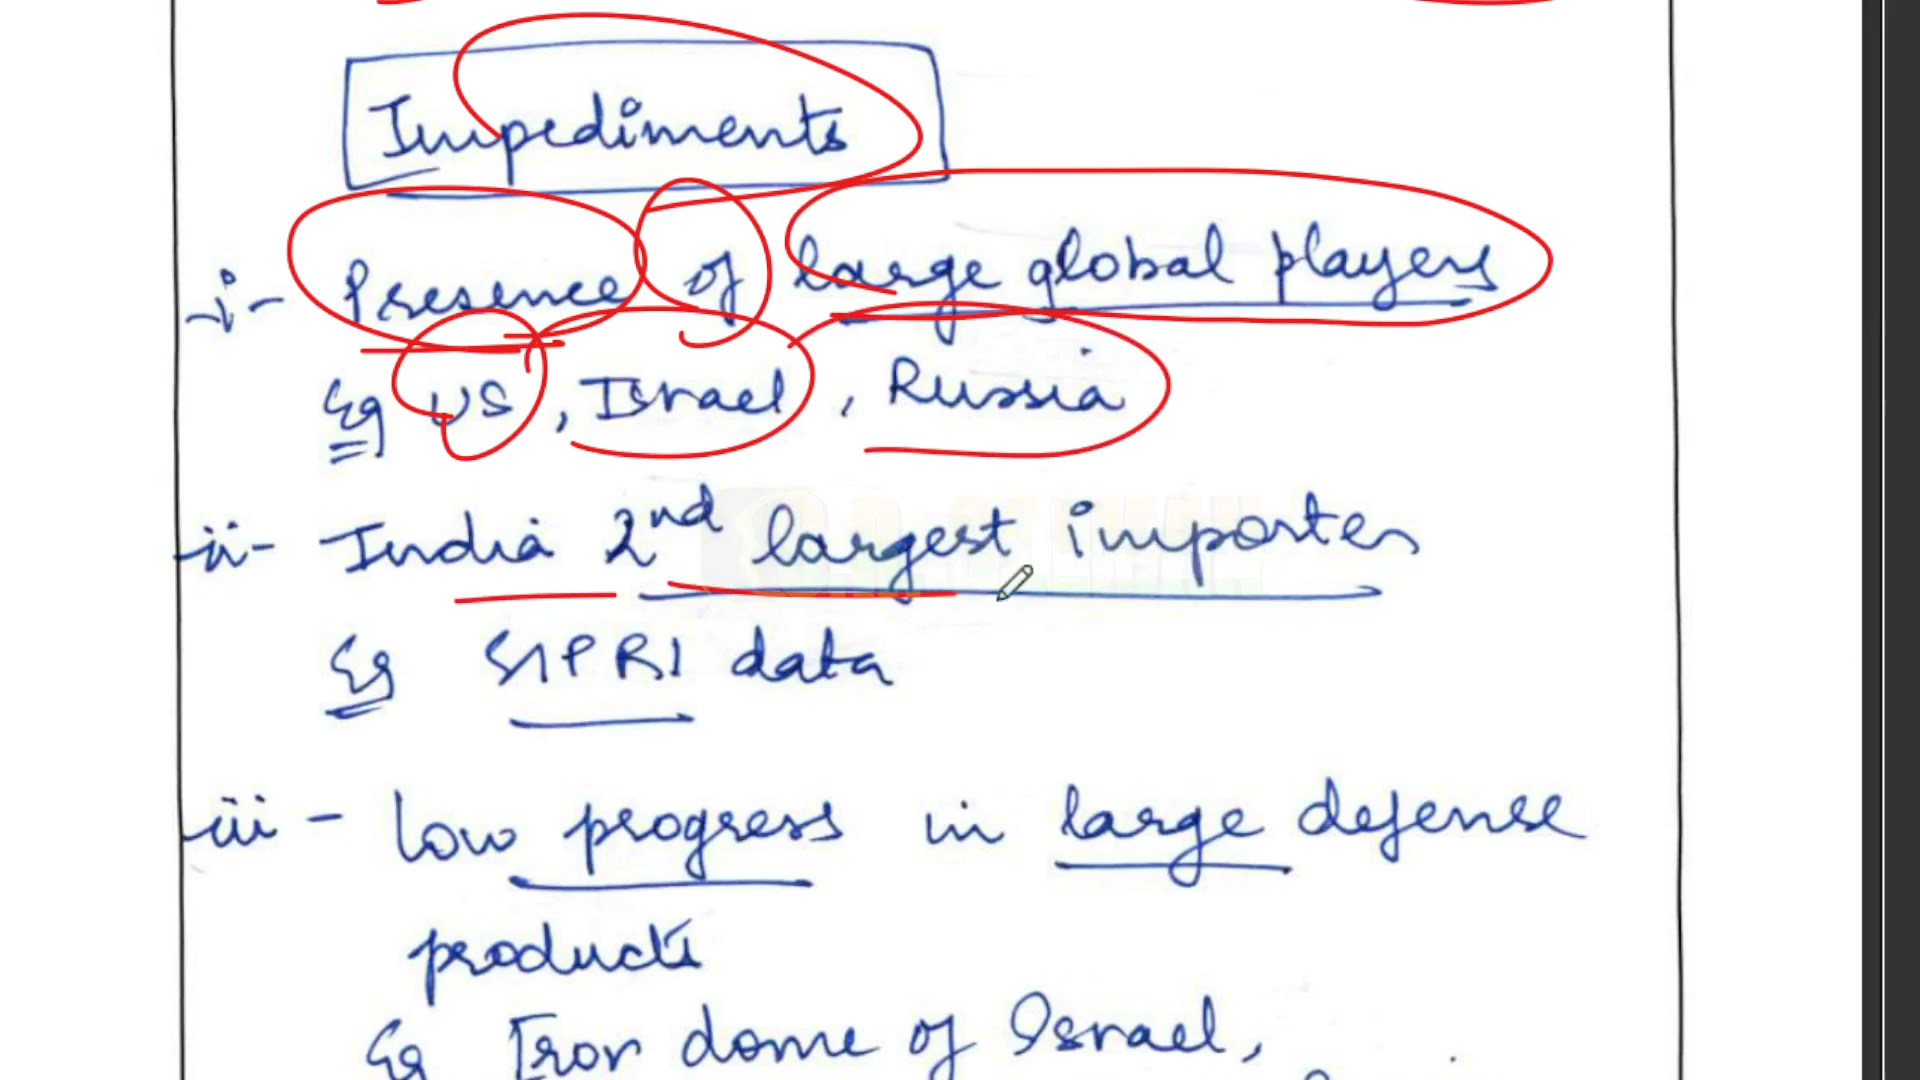 Impediments
i- Presence of large global players
Eg US, Israel, Russia
ii- India 2nd largest importer
Eg SIPRI data
iii- Low progress in large defense
products
Eg Iron dome of Israel,